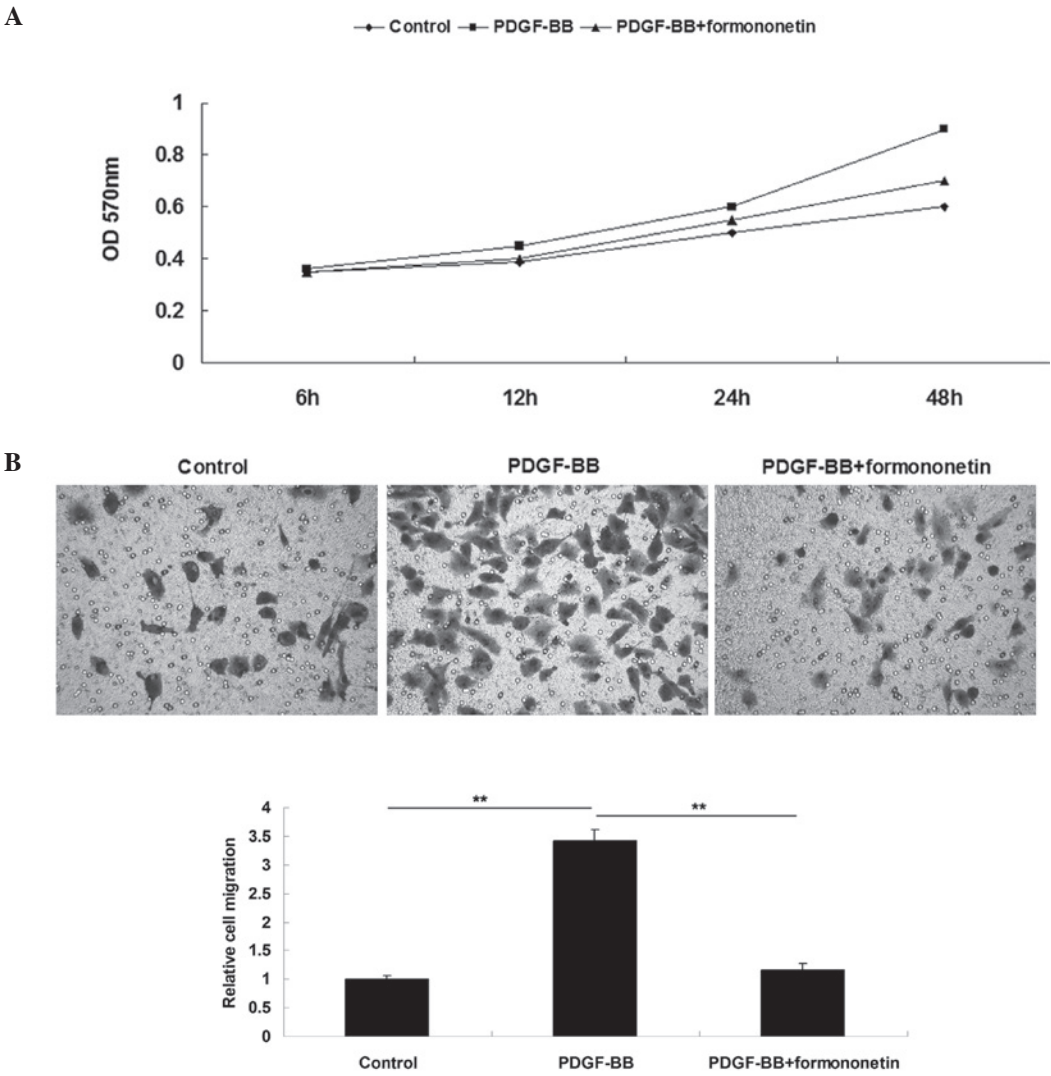 A
Control PDGF-BB PDGF-BB+formononetin
1
0.8
0.6
0.4
0.2
0
OD 570nm
6h 12h 24h 48h
B
Control PDGF-BB PDGF-BB+formononetin
** **
4
3.5
3
2.5
2
1.5
1
0.5
0
Relative cell migration
Control PDGF-BB PDGF-BB+formononetin